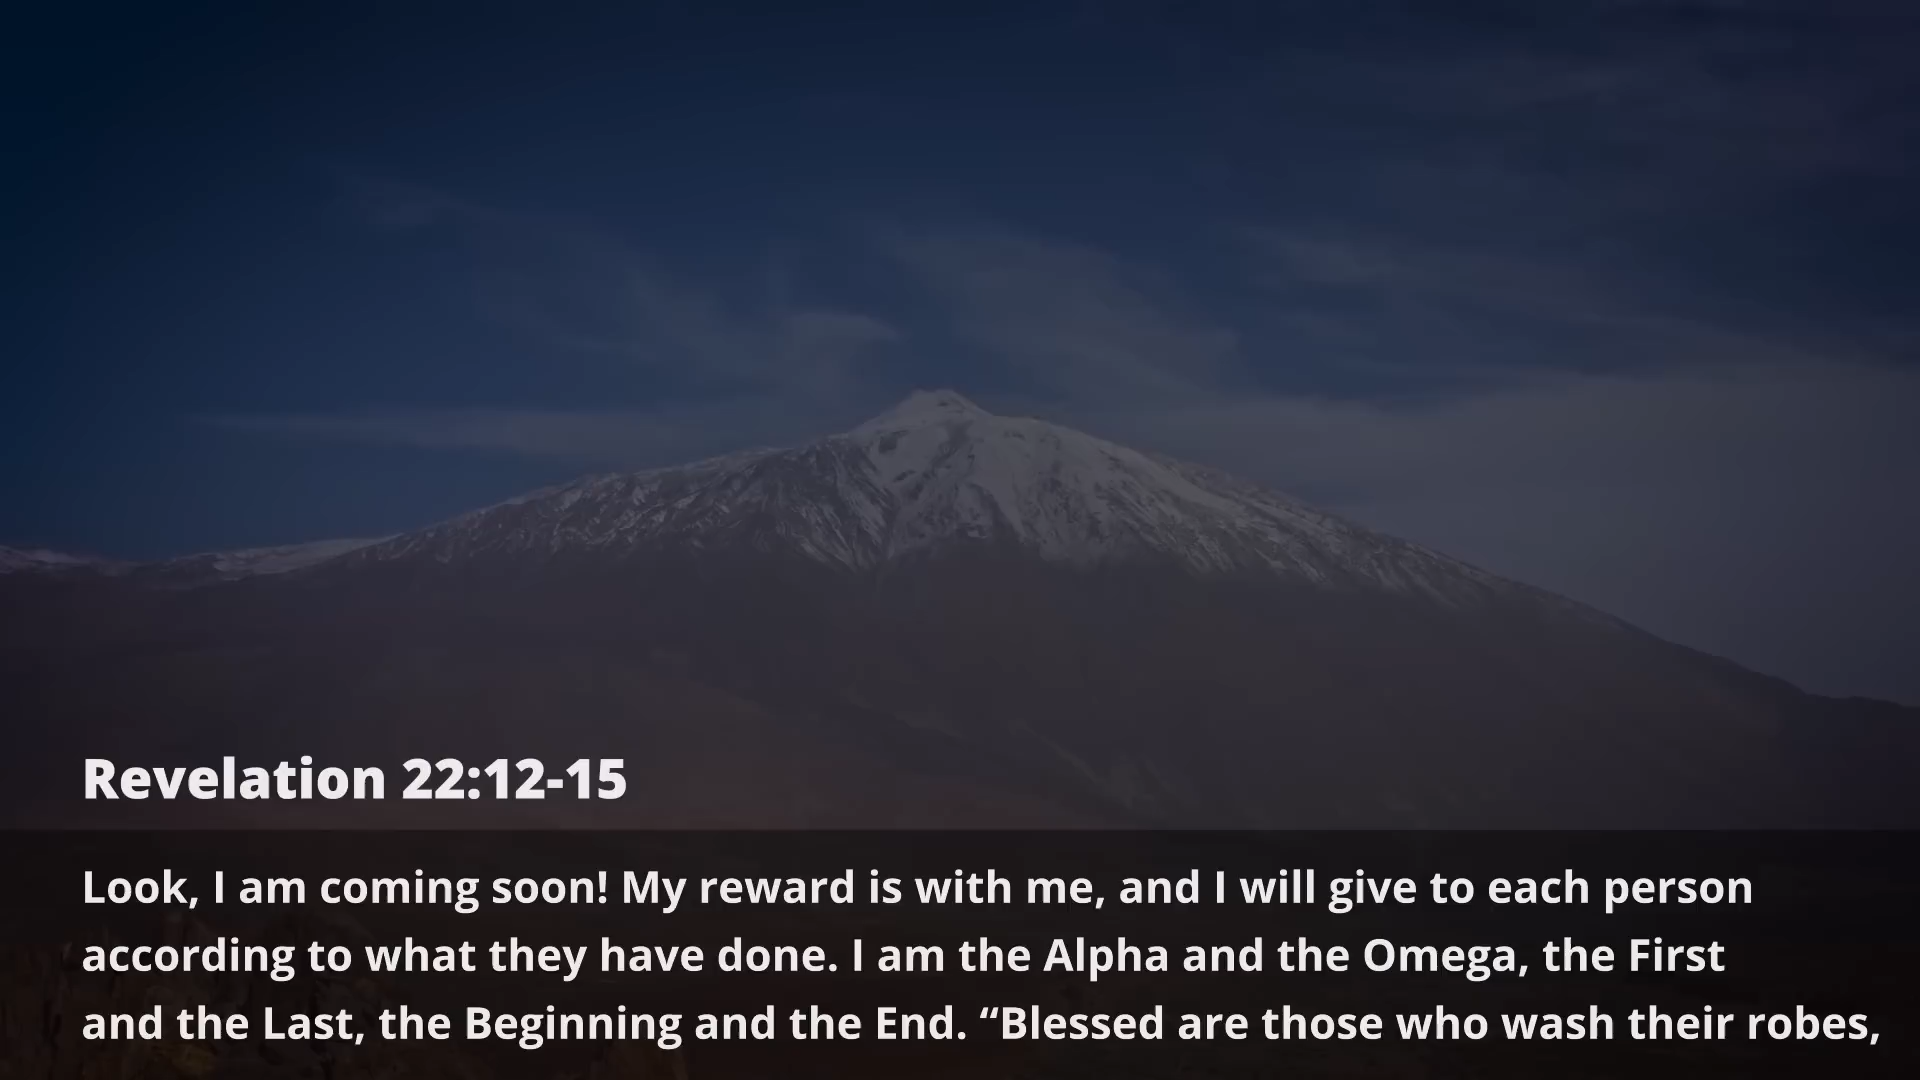 Revelation 22:12-15
Look, I am coming soon! My reward is with me, and I will give to each person
according to what they have done. I am the Alpha and the Omega, the First
and the Last, the Beginning and the End. “Blessed are those who wash their robes,